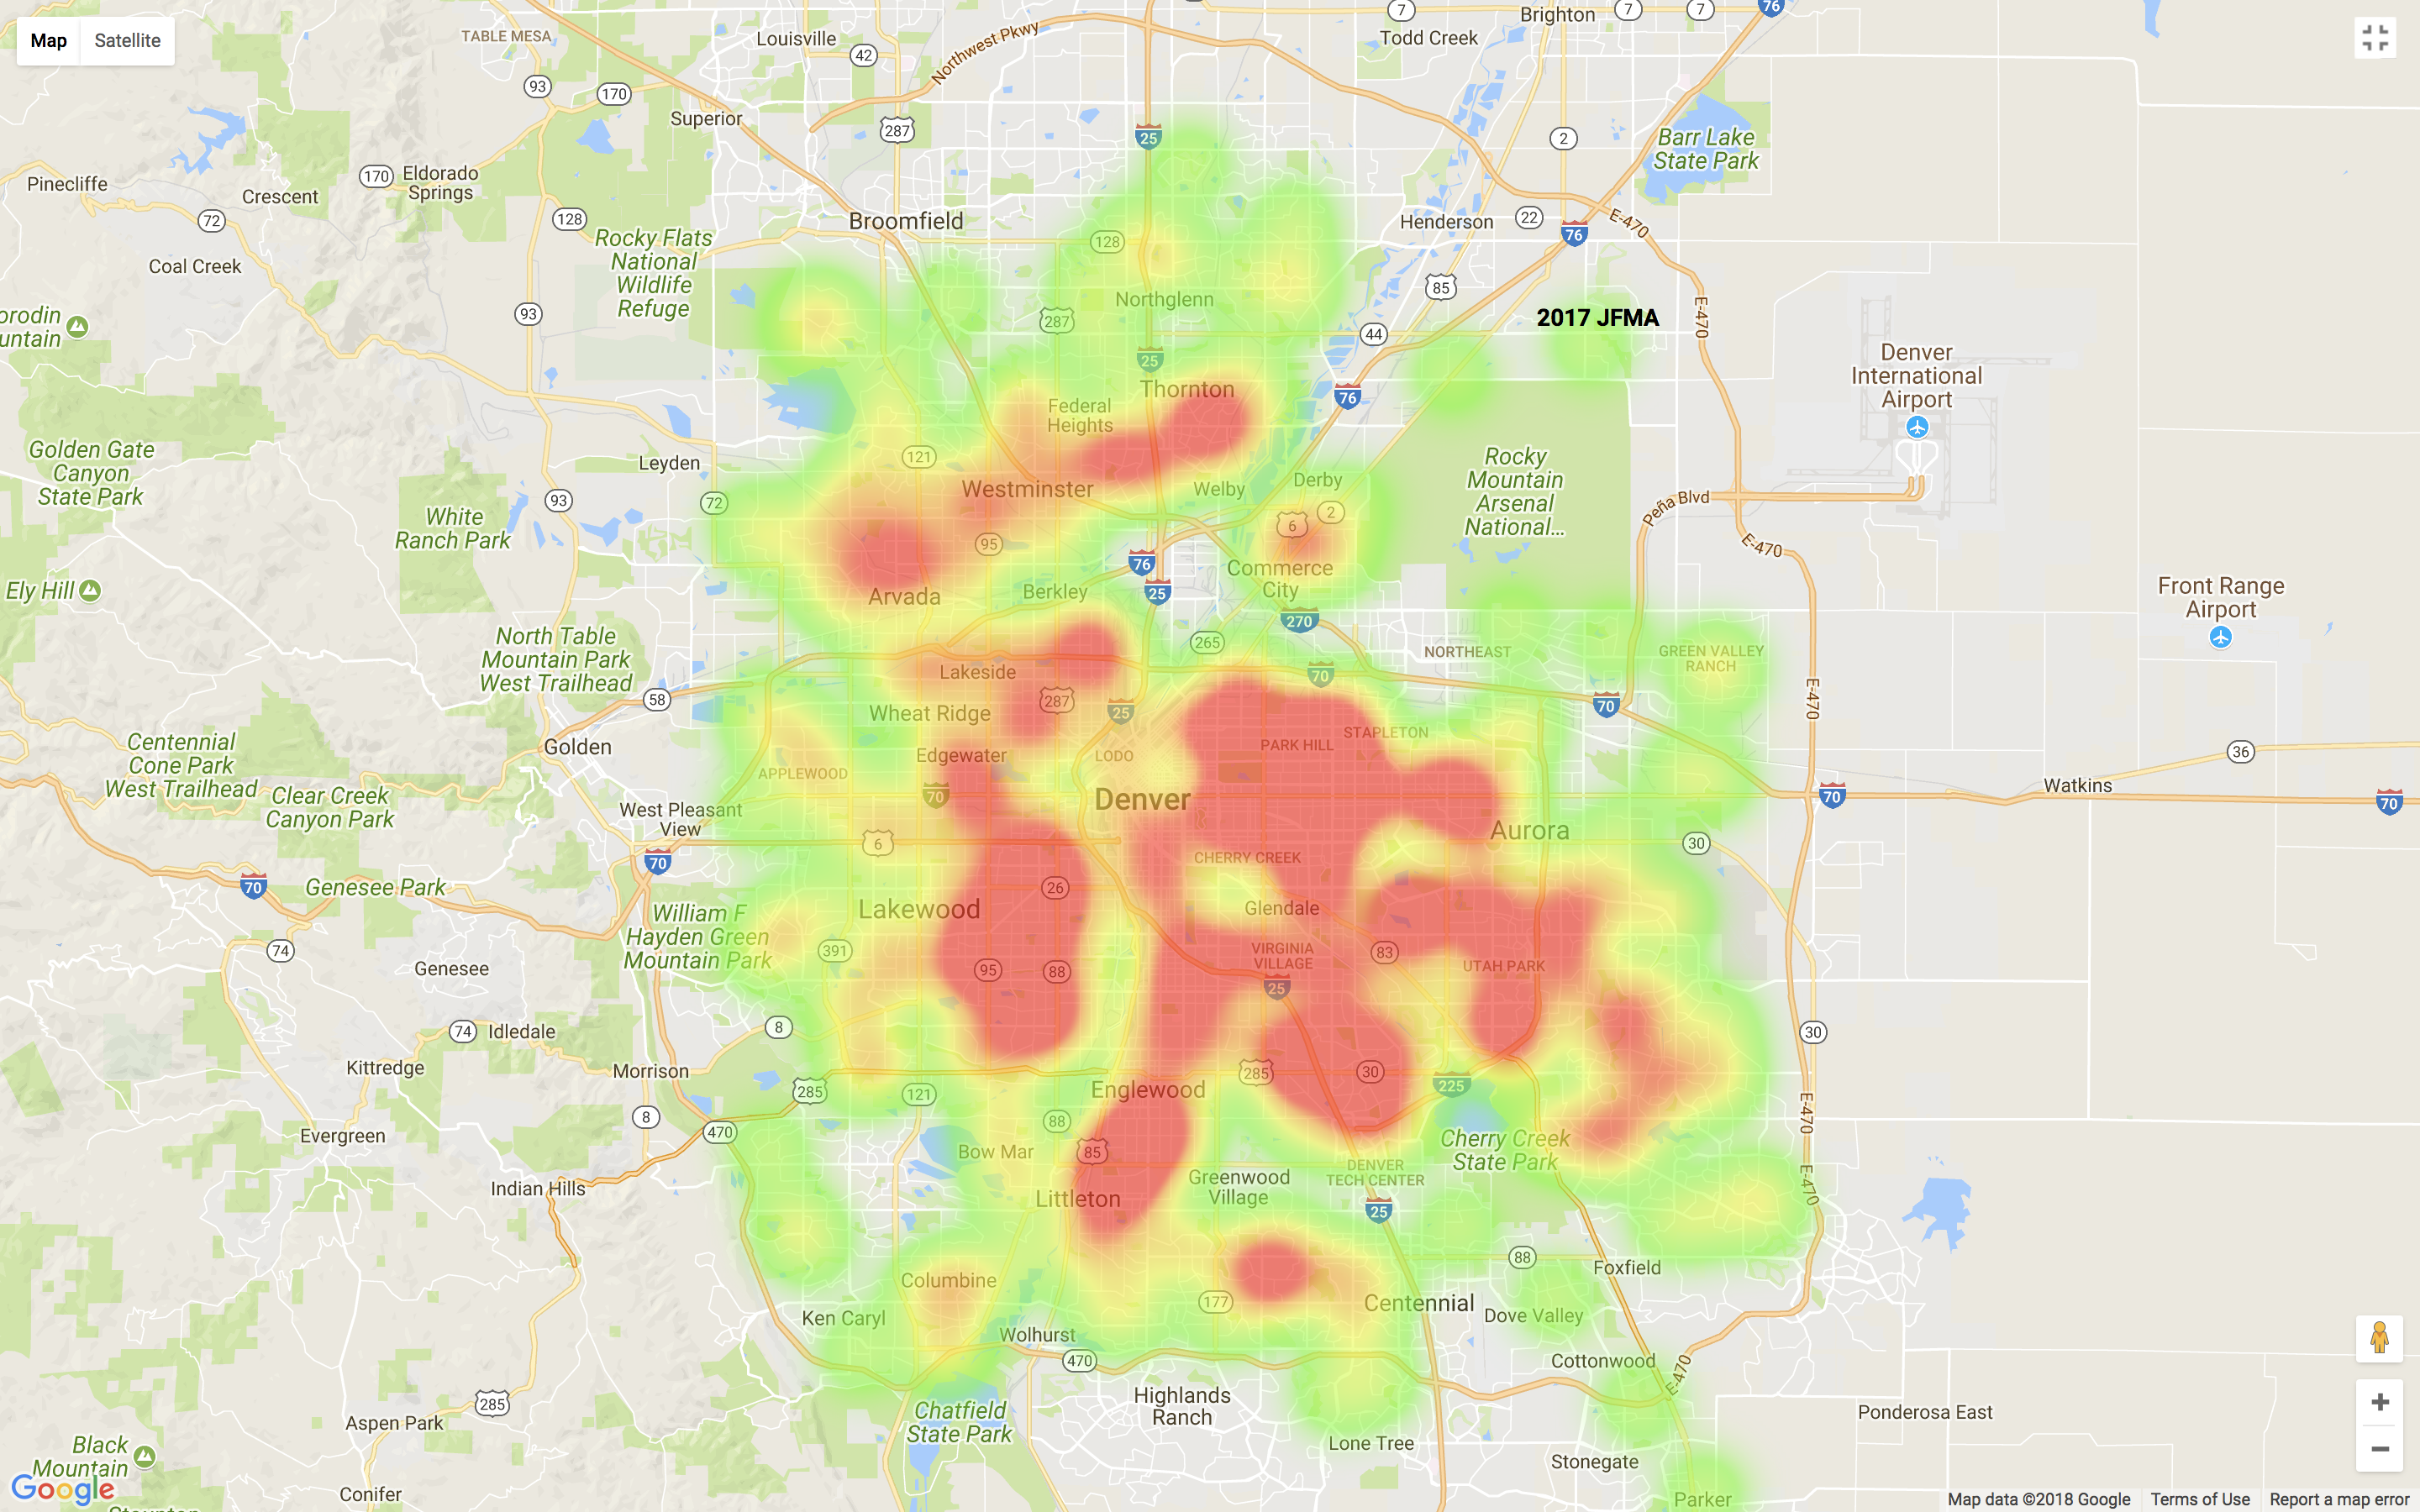 Map
Satellite
TABLE MESA
Louisville
42
Northwest Pkwy
7
Brighton
7
7
76
Todd Creek
93
170
Superior
287
25
2
Barr Lake
State Park
Pinecliffe
170
Eldorado
Springs
Crescent
72
128
Broomfield
Henderson
22
E-470
76
Rocky Flats
National
Wildlife
Refuge
128
Coal Creek
85
Northglenn
93
287
44
2017 JFMA
E-470
orodin
untain
25
Denver
International
Airport
Thornton
76
Federal
Heights
Golden Gate
Canyon
State Park
Leyden
121
Rocky
Mountain
Arsenal
National...
93
72
Westminster
Welby
Derby
Peña Blvd
White
Ranch Park
6
2
95
E-470
76
Commerce
City
Ely Hill
Arvada
Berkley
25
270
Front Range
Airport
North Table
Mountain Park
West Trailhead
265
NORTHEAST
GREEN VALLEY
RANCH
Lakeside
70
58
287
25
70
E-470
Wheat Ridge
Centennial
Cone Park
West Trailhead
Golden
Edgewater
LODO
PARK HILL
STAPLETON
36
APPLEWOOD
70
Denver
70
Watkins
70
Clear Creek
Canyon Park
West Pleasant
View
6
Aurora
30
70
CHERRY CREEK
70
Genesee Park
26
William F
Hayden Green
Mountain Park
Lakewood
Glendale
74
391
VIRGINIA
VILLAGE
83
Genesee
95
88
UTAH PARK
25
74
Idledale
8
30
Kittredge
Morrison
285
30
285
121
Englewood
225
8
470
88
E-470
Evergreen
Bow Mar
85
Cherry Creek
State Park
Indian Hills
Littleton
Greenwood
Village
DENVER
TECH CENTER
E-470
25
88
Foxfield
Columbine
177
Centennial
Dove Valley
Ken Caryl
Wolhurst
470
Cottonwood
E-470
285
Highlands
Ranch
Aspen Park
Chatfield
State Park
Ponderosa East
Lone Tree
Black
Mountain
Stonegate
Google
Conifer
Parker
Map data ©2018 Google
Terms of Use
Report a map error